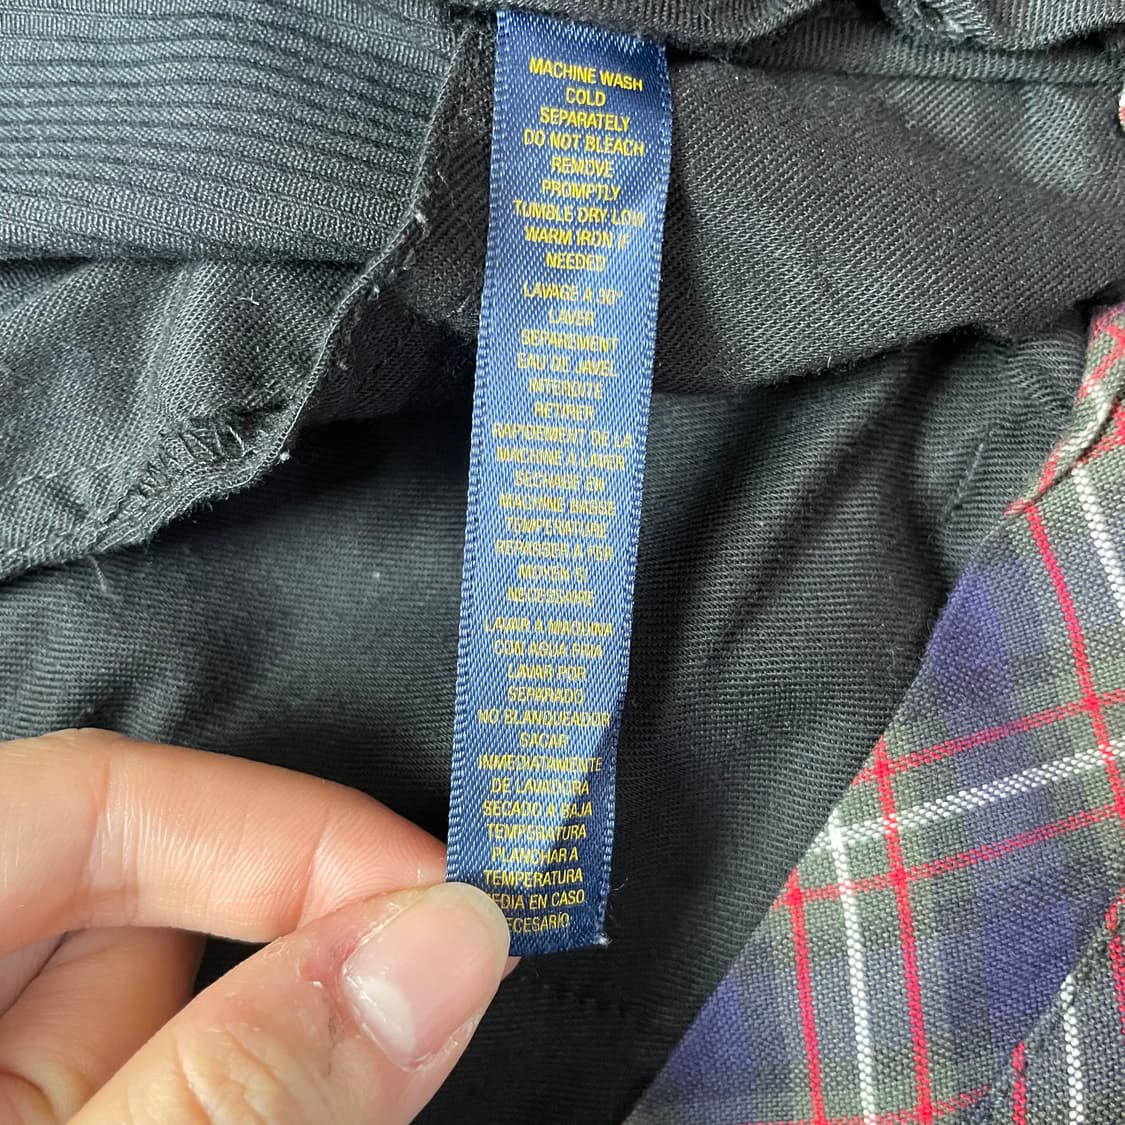 MACHINE WASH
COLD
SEPARATELY
DO NOT BLEACH
REMOVE
PROMPTLY
TUMBLE DRY LOW
WARM IRON IF
NEEDED
LAVAGE A 30°
LAVER
SEPAREMENT
EAU DE JAVEL
INTERDITE
RETIRER
RAPIDEMENT DE LA
MACHINE A LAVER
SECHAGE EN
MACHINE BASSE
TEMPERATURE
REPASSER A FER
MOYEN SI
NECESSAIRE
LAVAR A MAQUINA
CON AGUA FRIA
LAVAR POR
SEPARADO
NO BLANQUEADOR
SACAR
INMEDIATAMENTE
DE LAVADORA
SECADO A BAJA
TEMPERATURA
PLANCHAR A
TEMPERATURA
EDIA EN CASO
ECESARIO